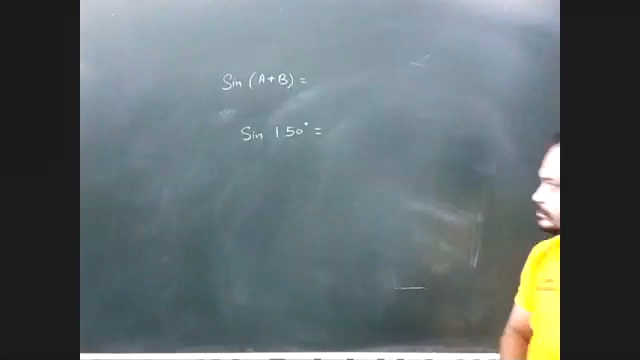 Sin (A+B) =
Sin 150° =